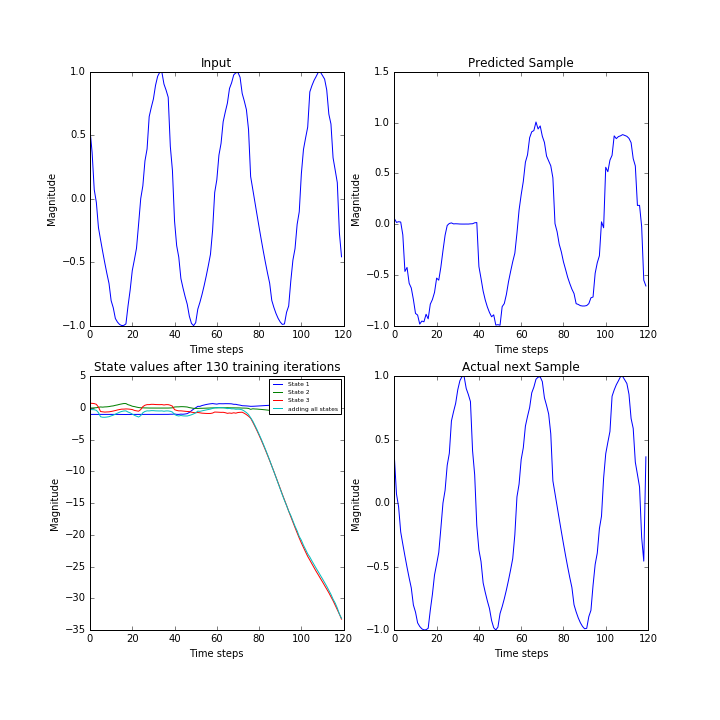 Input
1.0
0.5
0.0
−0.5
−1.0
Magnitude
0 20 40 60 80 100 120
Time steps
Predicted Sample
1.5
1.0
0.5
0.0
−0.5
−1.0
Magnitude
0 20 40 60 80 100 120
Time steps
State values after 130 training iterations
5
0
−5
−10
−15
−20
−25
−30
−35
Magnitude
State 1
State 2
State 3
adding all states
0 20 40 60 80 100 120
Time steps
Actual next Sample
1.0
0.5
0.0
−0.5
−1.0
Magnitude
0 20 40 60 80 100 120
Time steps